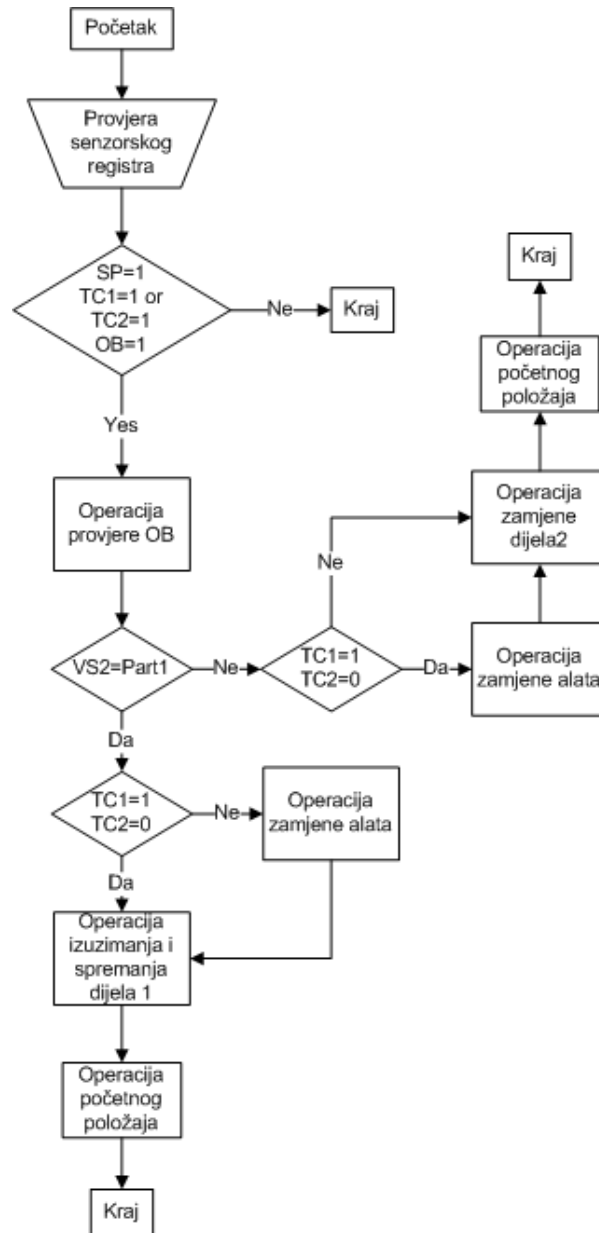 Početak
Provjera
senzorskog
registra
SP=1
TC1=1 or
TC2=1
OB=1
Ne
Kraj
Yes
Operacija
provjere OB
VS2=Part1
Ne
TC1=1
TC2=0
Ne
Da
Operacija
zamjene alata
Operacija
zamjene
dijela2
Operacija
početnog
položaja
Kraj
Da
TC1=1
TC2=0
Ne
Operacija
zamjene alata
Da
Operacija
izuzimanja i
spremanja
dijela 1
Operacija
početnog
položaja
Kraj